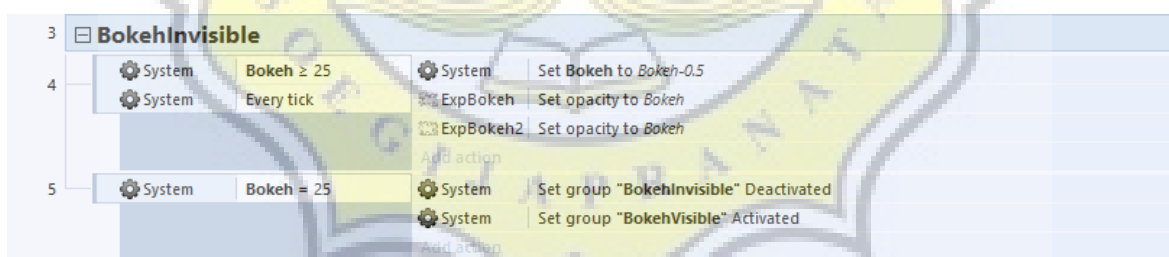 3 BokehInvisible
4 System Bokeh ≥ 25 System Set Bokeh to Bokeh-0.5
System Every tick ExpBokeh Set opacity to Bokeh
ExpBokeh2 Set opacity to Bokeh
Add action
5 System Bokeh = 25 System Set group "BokehInvisible" Deactivated
System Set group "BokehVisible" Activated
Add action